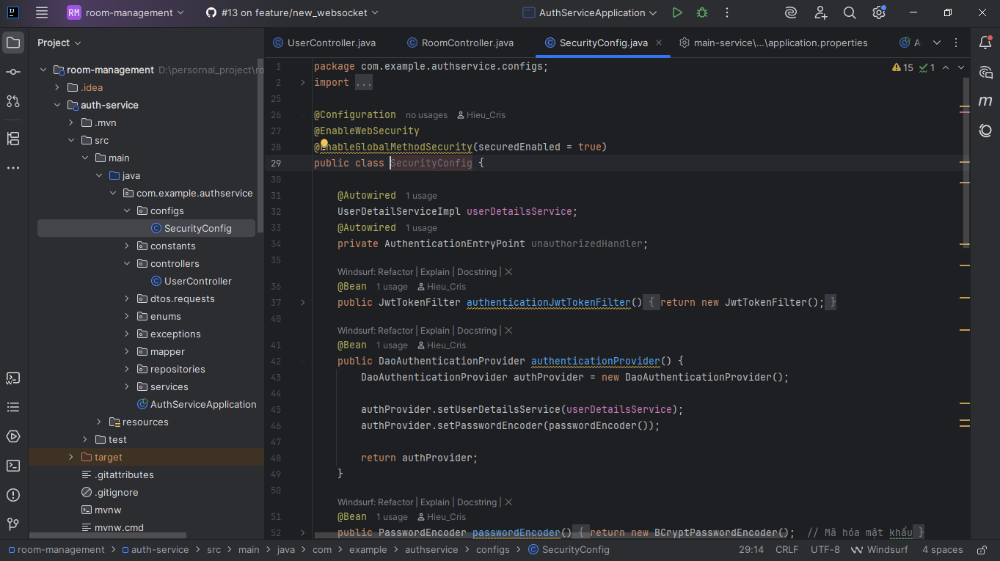 RM room-management #13 on feature/new_websocket AuthServiceApplication
Project
UserController.java RoomController.java SecurityConfig.java main-service\...\application.properties
room-management D:\persornal_project\ro
.idea
auth-service
.mvn
src
main
java
com.example.authservice
configs
SecurityConfig
constants
controllers
UserController
dtos.requests
enums
exceptions
mapper
repositories
services
AuthServiceApplication
resources
test
target
.gitattributes
.gitignore
mvnw
mvnw.cmd
15 1
1 package com.example.authservice.configs;
2 import ...
25
26 @Configuration no usages Hieu_Cris
27 @EnableWebSecurity
28 @EnableGlobalMethodSecurity(securedEnabled = true)
29 public class SecurityConfig {
30
31 @Autowired 1 usage
32 UserDetailServiceImpl userDetailsService;
33 @Autowired 1 usage
34 private AuthenticationEntryPoint unauthorizedHandler;
35
Windsurf: Refactor | Explain | Docstring | X
36 @Bean 1 usage Hieu_Cris
37 public JwtTokenFilter authenticationJwtTokenFilter() { return new JwtTokenFilter(); }
40
Windsurf: Refactor | Explain | Docstring | X
41 @Bean 1 usage Hieu_Cris
42 public DaoAuthenticationProvider authenticationProvider() {
43 DaoAuthenticationProvider authProvider = new DaoAuthenticationProvider();
44
45 authProvider.setUserDetailsService(userDetailsService);
46 authProvider.setPasswordEncoder(passwordEncoder());
47
48 return authProvider;
49 }
50
Windsurf: Refactor | Explain | Docstring | X
51 @Bean 1 usage Hieu_Cris
52 public PasswordEncoder passwordEncoder() { return new BCryptPasswordEncoder(); // Mã hóa mật khẩu }
room-management > auth-service > src > main > java > com > example > authservice > configs > SecurityConfig 29:14 CRLF UTF-8 Windsurf 4 spaces